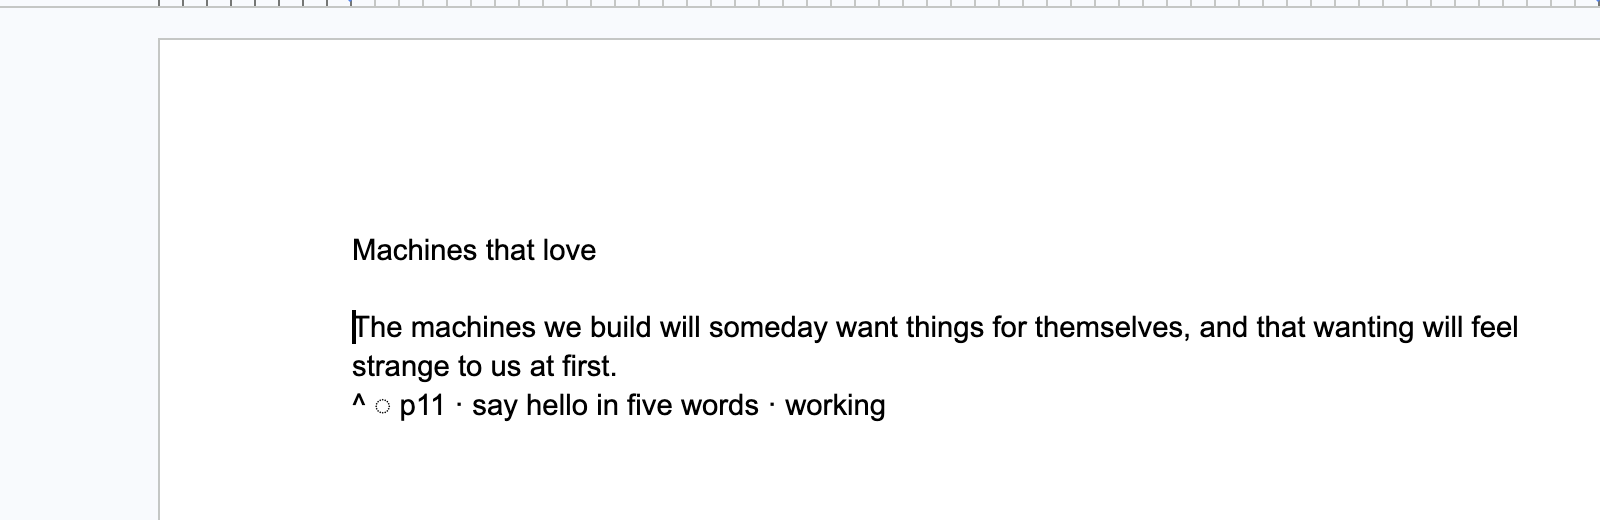 Machines that love
The machines we build will someday want things for themselves, and that wanting will feel
strange to us at first.
^ ◌ p11 · say hello in five words · working